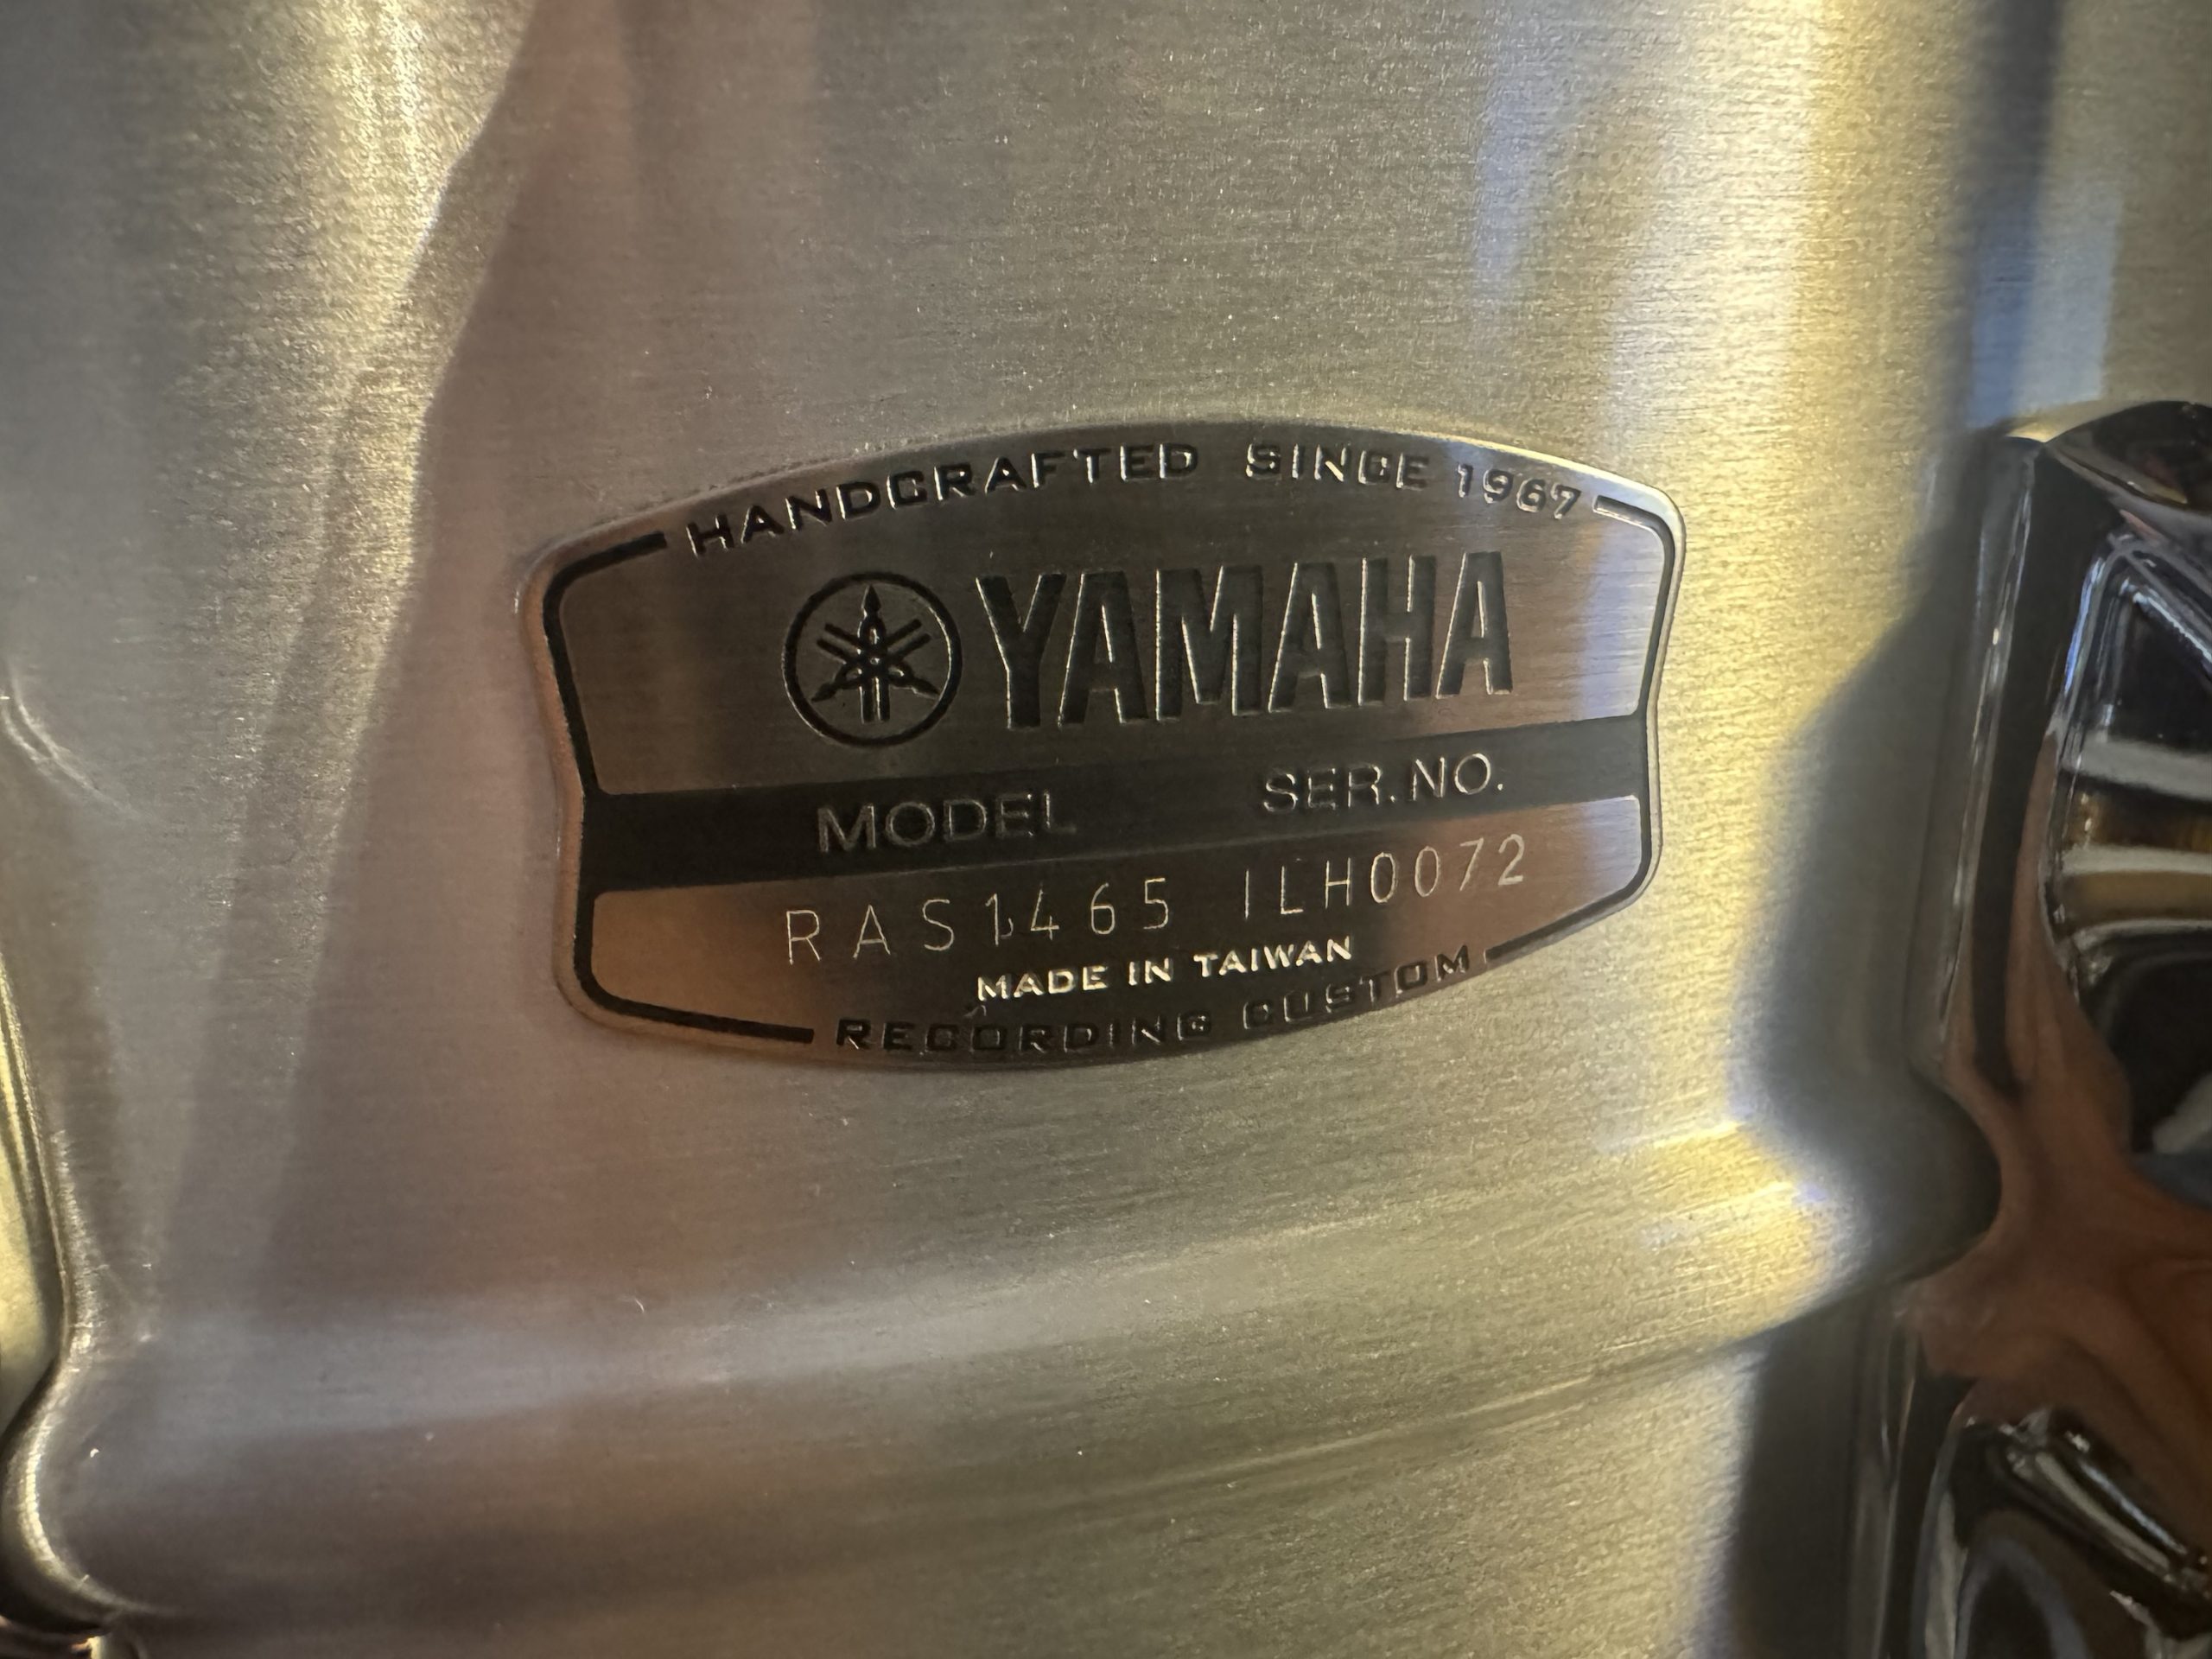 HANDCRAFTED SINCE 1967
YAMAHA
MODEL SER.NO.
RAS1465 ILH0072
MADE IN TAIWAN
RECORDING CUSTOM